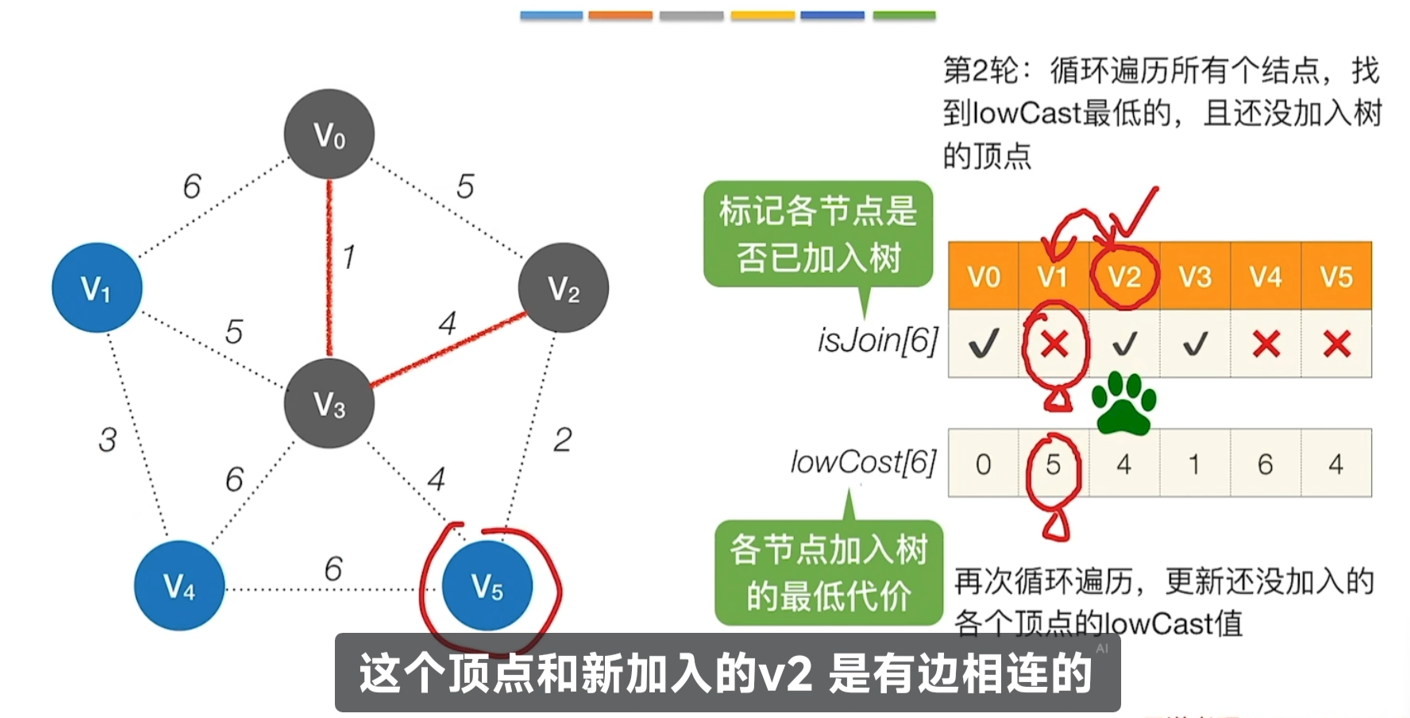 第2轮：循环遍历所有个结点，找
到lowCast最低的，且还没加入树
的顶点
V0
6
5
1
V1
V2
5
4
V3
3
2
6
4
6
V4
V5
标记各节点是
否已加入树
V0 V1 V2 V3 V4 V5
isJoin[6] ✓ ✕ ✓ ✓ ✕ ✕
lowCost[6] 0 5 4 1 6 4
各节点加入树
的最低代价
再次循环遍历，更新还没加入的
各个顶点的lowCast值
AI
这个顶点和新加入的v2 是有边相连的